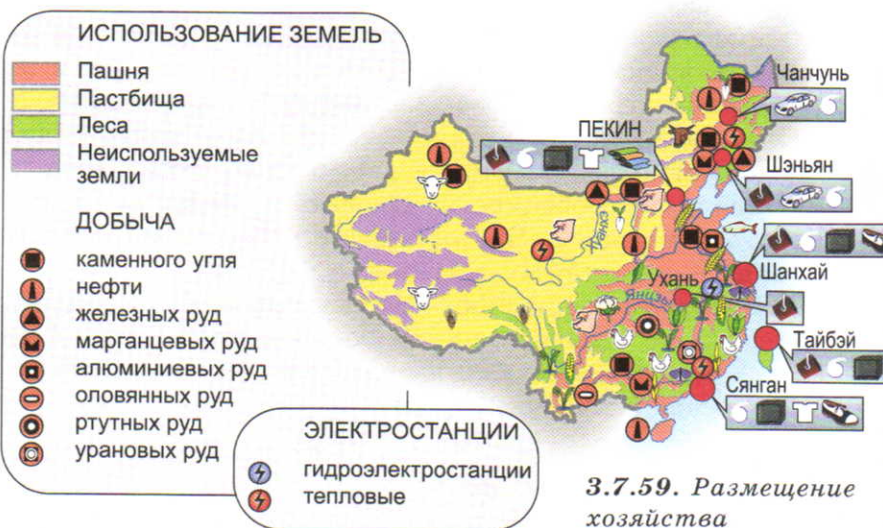 ИСПОЛЬЗОВАНИЕ ЗЕМЕЛЬ
Пашня
Пастбища
Леса
Неиспользуемые
земли
ДОБЫЧА
каменного угля
нефти
железных руд
марганцевых руд
алюминиевых руд
оловянных руд
ртутных руд
урановых руд
ЭЛЕКТРОСТАНЦИИ
гидроэлектростанции
тепловые
Чанчунь
ПЕКИН
Шэньян
Хуанхэ
Шанхай
Ухань
Янцзы
Тайбэй
Сянган
3.7.59. Размещение
хозяйства